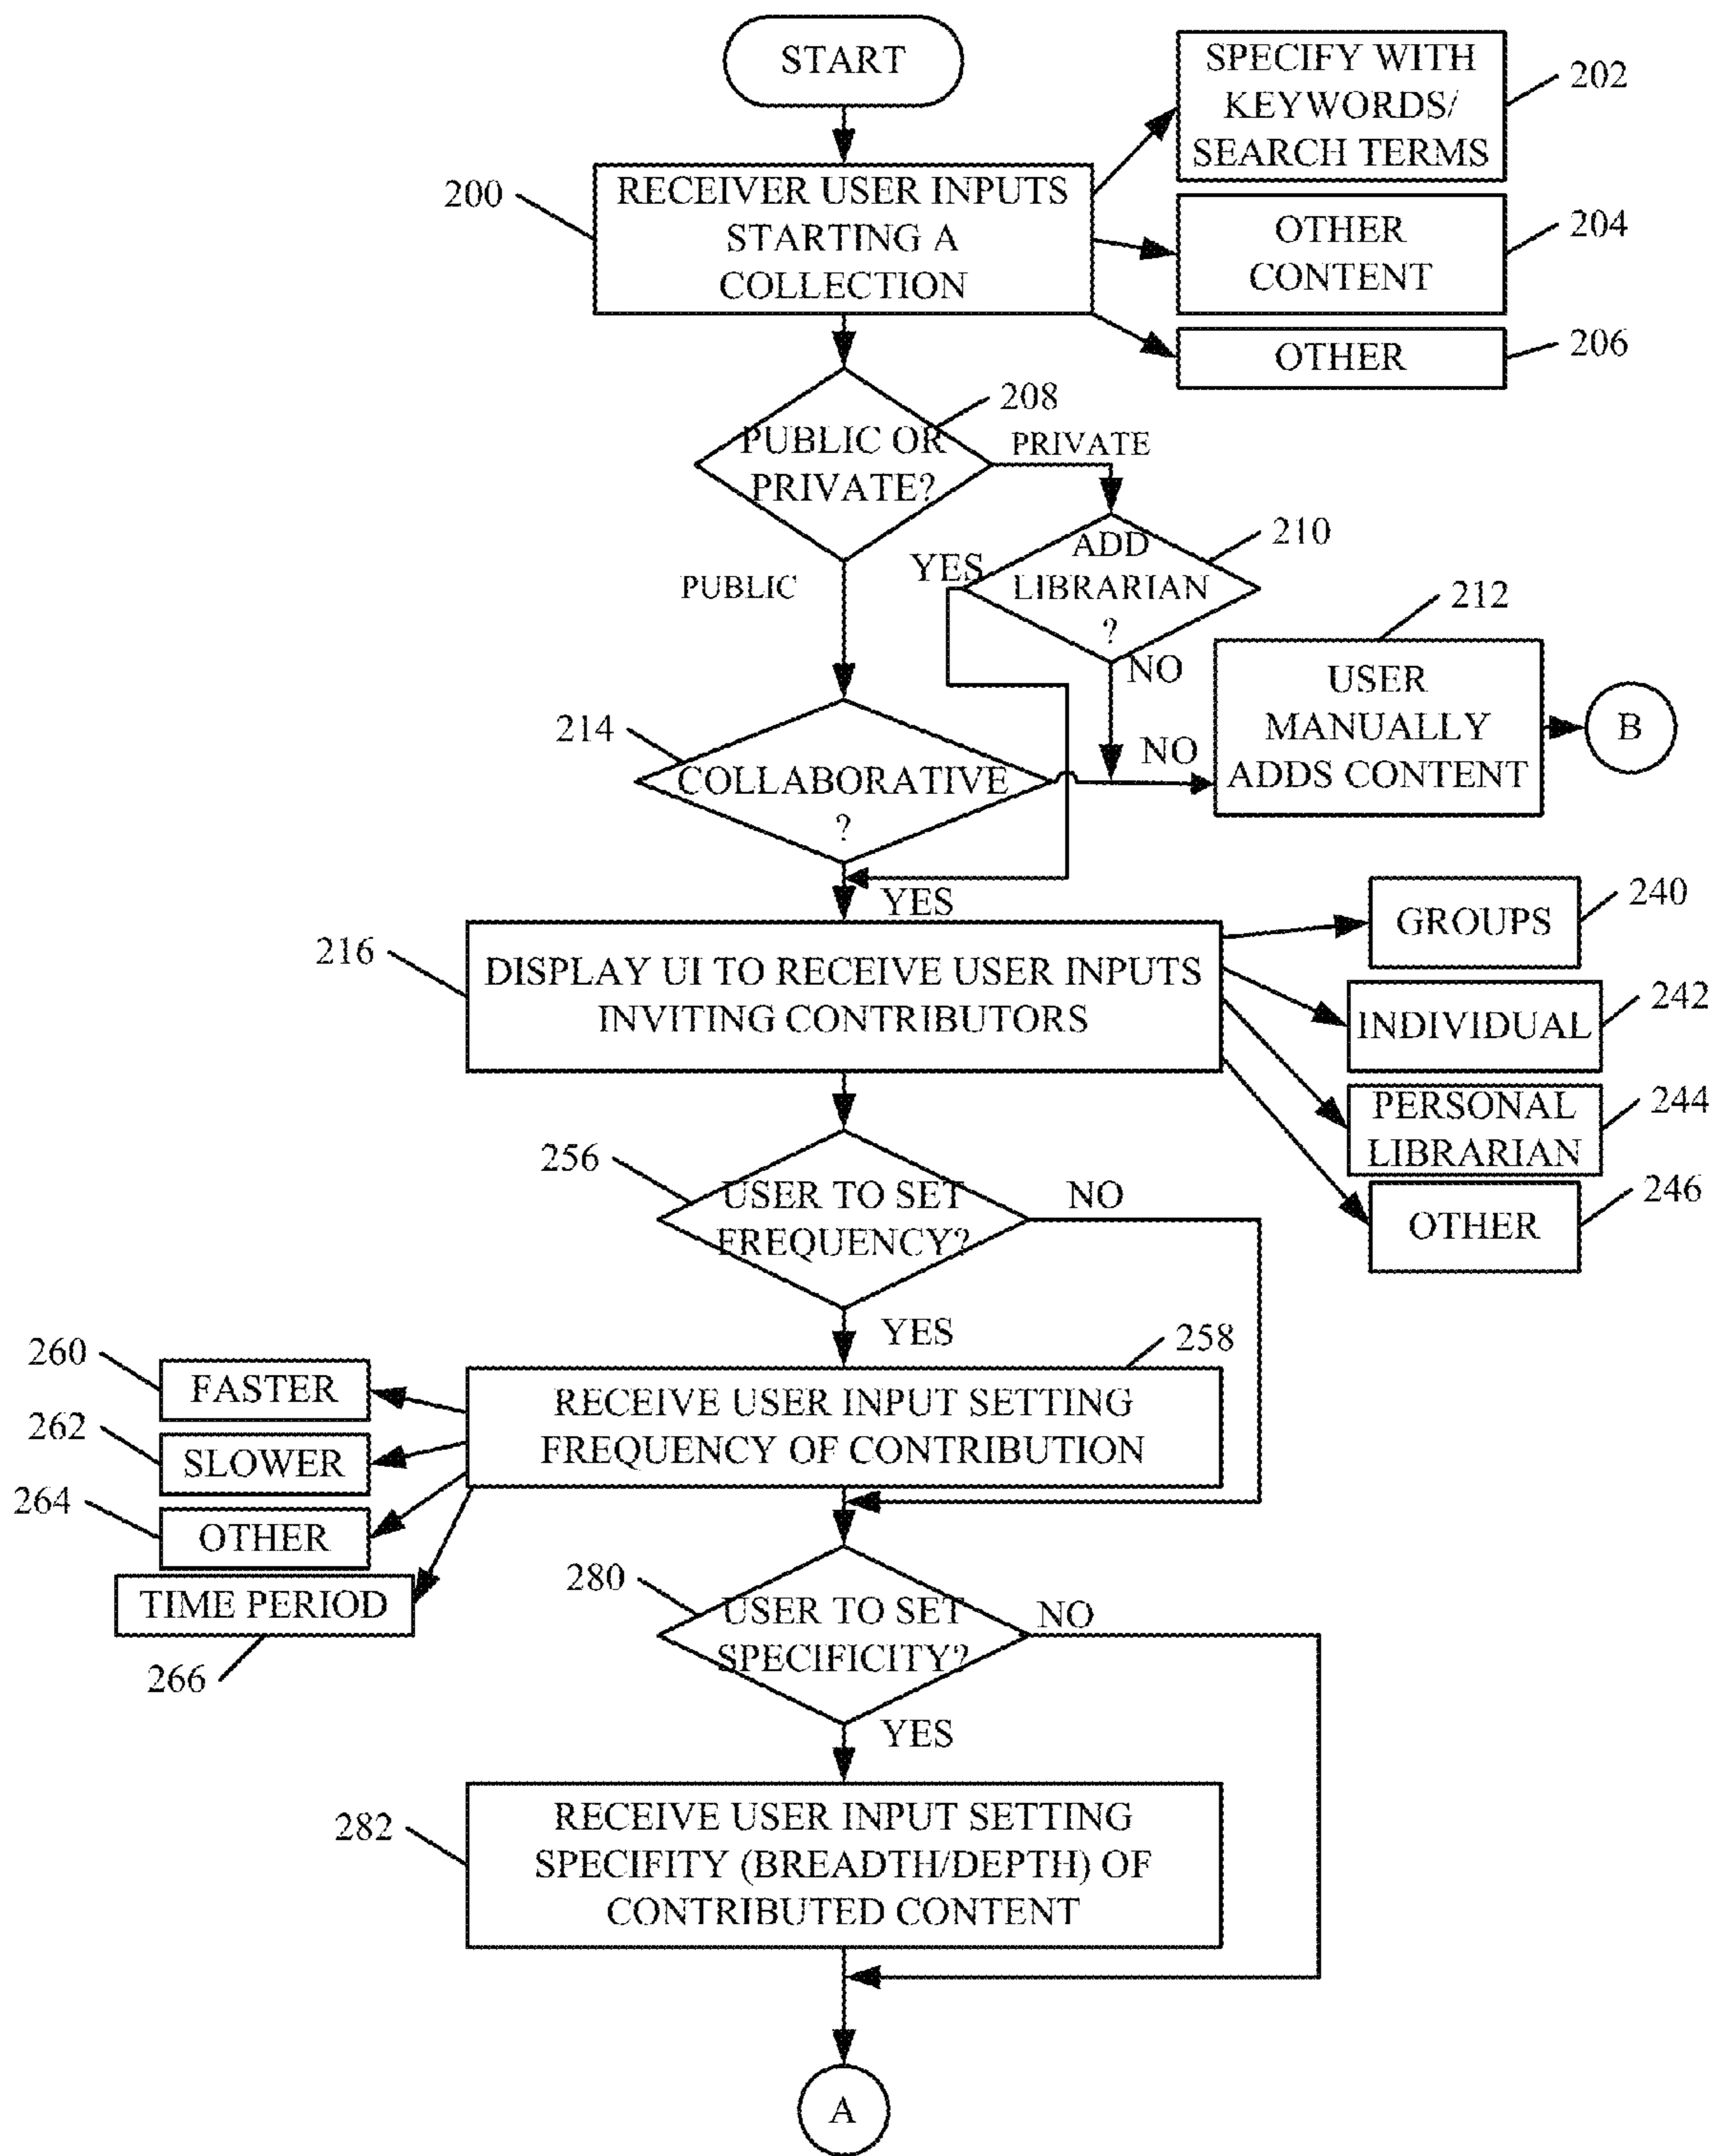 START
SPECIFY WITH
KEYWORDS/
SEARCH TERMS
202
200
RECEIVER USER INPUTS
STARTING A
COLLECTION
OTHER
CONTENT
204
OTHER
206
208
PUBLIC OR
PRIVATE?
PRIVATE
PUBLIC
ADD
LIBRARIAN
?
210
YES
NO
212
USER
MANUALLY
ADDS CONTENT
B
214
COLLABORATIVE
?
NO
YES
216
DISPLAY UI TO RECEIVE USER INPUTS
INVITING CONTRIBUTORS
GROUPS
240
INDIVIDUAL
242
PERSONAL
LIBRARIAN
244
OTHER
246
256
USER TO SET
FREQUENCY?
NO
YES
258
RECEIVE USER INPUT SETTING
FREQUENCY OF CONTRIBUTION
260
FASTER
262
SLOWER
264
OTHER
TIME PERIOD
266
280
USER TO SET
SPECIFICITY?
NO
YES
282
RECEIVE USER INPUT SETTING
SPECIFITY (BREADTH/DEPTH) OF
CONTRIBUTED CONTENT
A